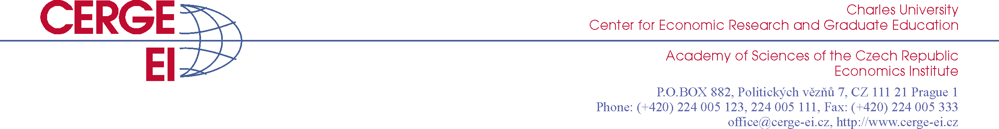 CERGE
EI
Charles University
Center for Economic Research and Graduate Education
Academy of Sciences of the Czech Republic
Economics Institute
P.O.BOX 882, Politických vězňů 7, CZ 111 21 Prague 1
Phone: (+420) 224 005 123, 224 005 111, Fax: (+420) 224 005 333
office@cerge-ei.cz, http://www.cerge-ei.cz